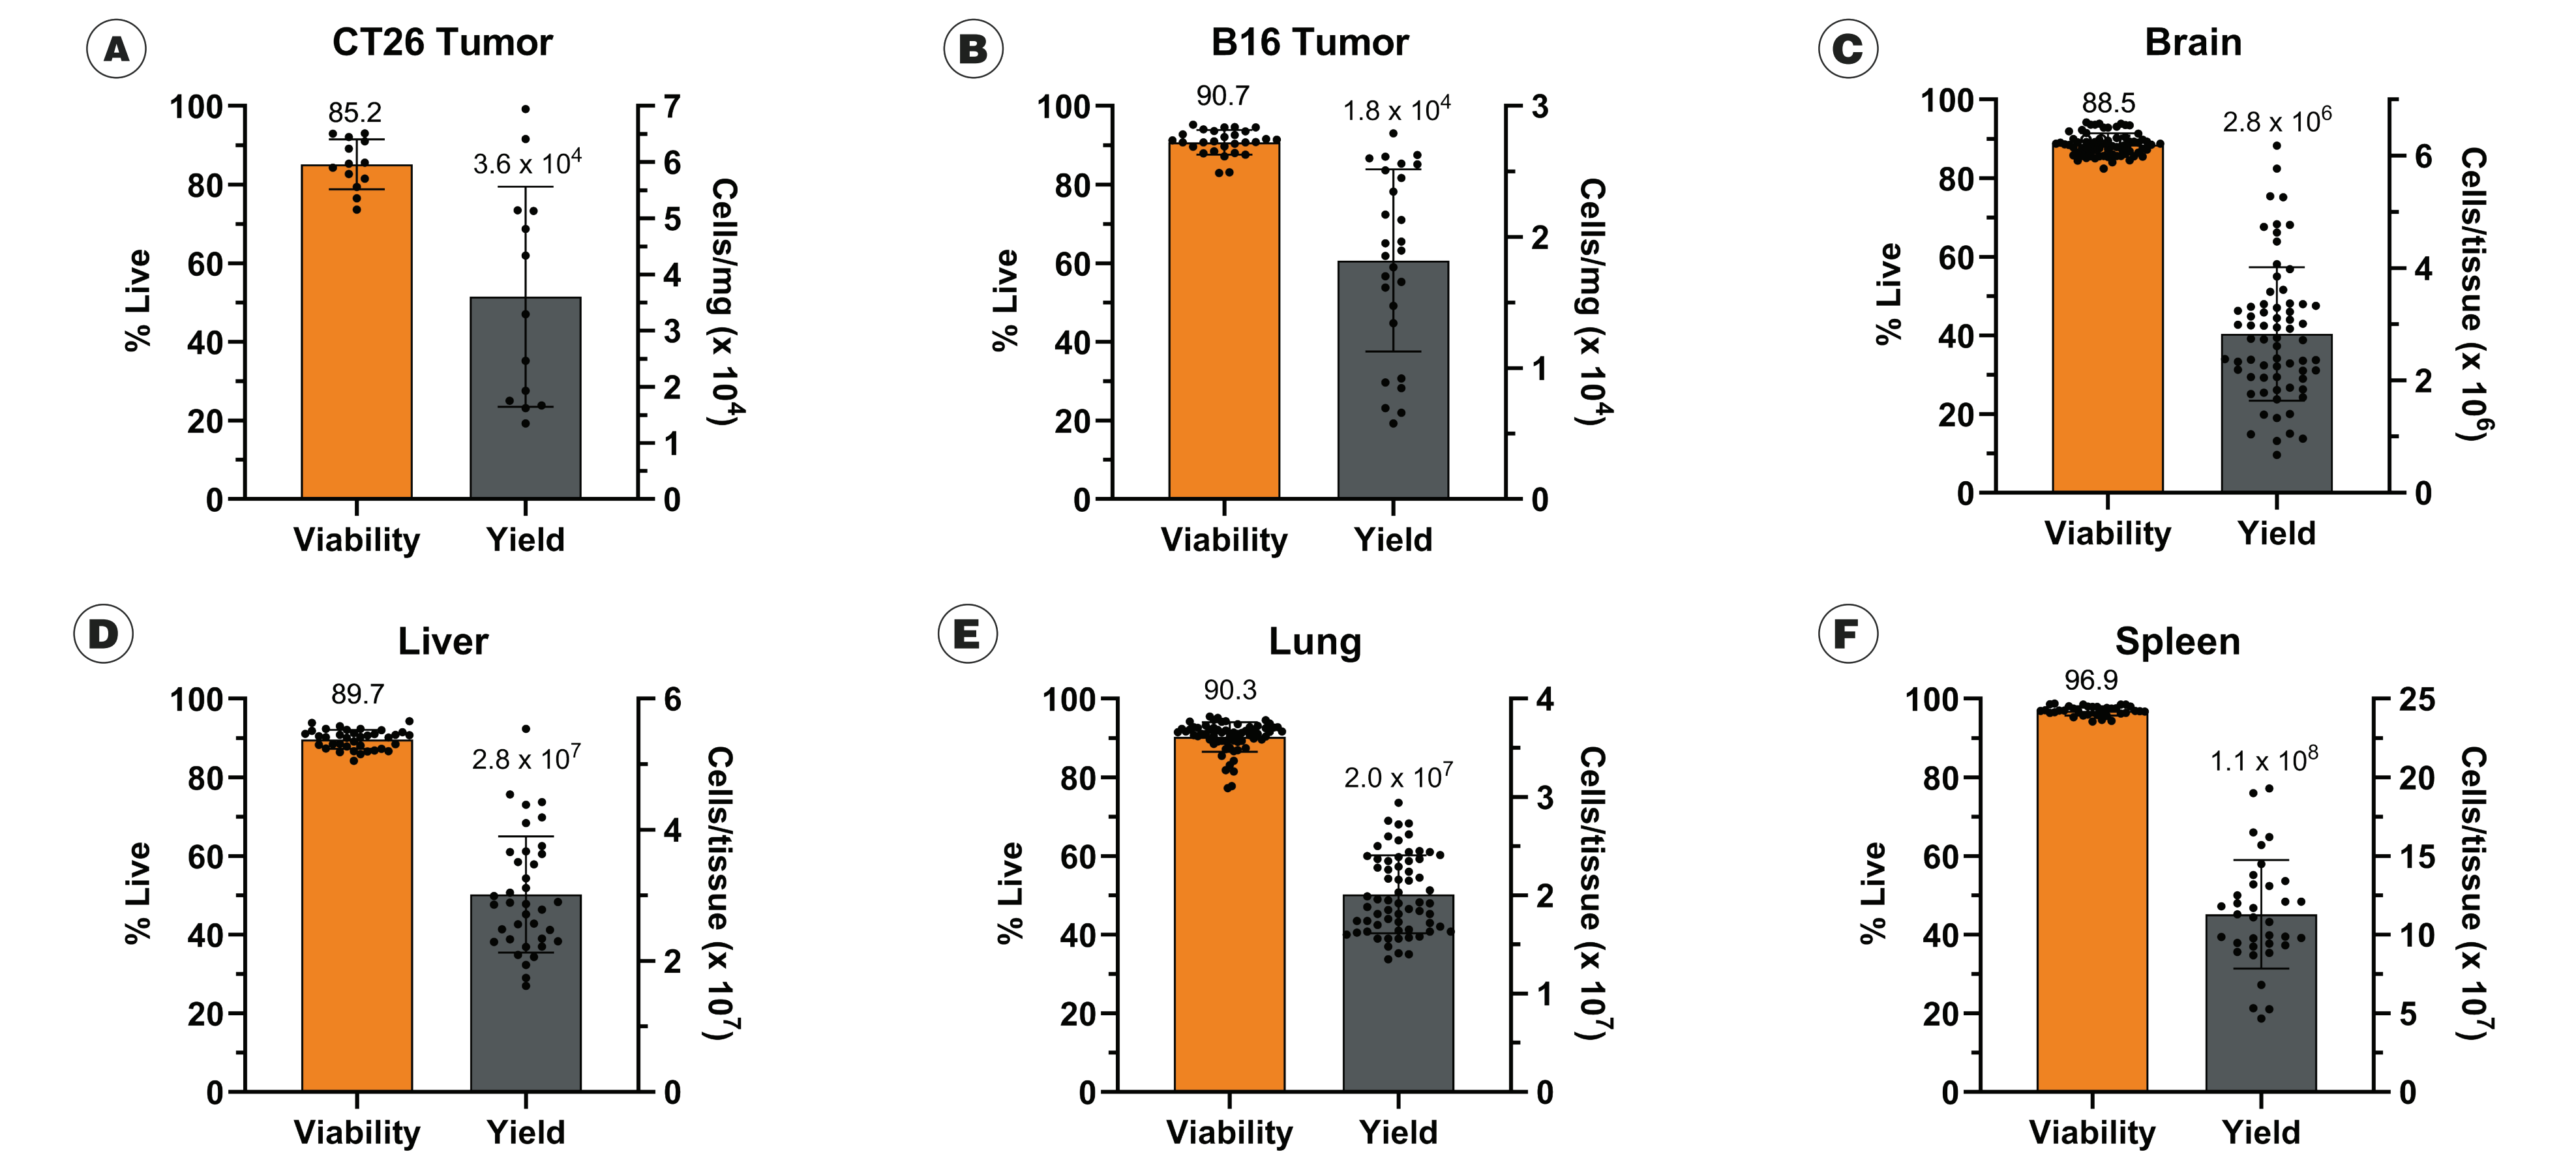 A
CT26 Tumor
100
80
60
40
20
0
% Live
85.2
3.6 x 10⁴
7
6
5
4
3
2
1
0
Cells/mg (x 10⁴)
Viability
Yield
B
B16 Tumor
100
80
60
40
20
0
% Live
90.7
1.8 x 10⁴
3
2
1
0
Cells/mg (x 10⁴)
Viability
Yield
C
Brain
100
80
60
40
20
0
% Live
88.5
2.8 x 10⁶
6
4
2
0
Cells/tissue (x 10⁶)
Viability
Yield
D
Liver
100
80
60
40
20
0
% Live
89.7
2.8 x 10⁷
6
4
2
0
Cells/tissue (x 10⁷)
Viability
Yield
E
Lung
100
80
60
40
20
0
% Live
90.3
2.0 x 10⁷
4
3
2
1
0
Cells/tissue (x 10⁷)
Viability
Yield
F
Spleen
100
80
60
40
20
0
% Live
96.9
1.1 x 10⁸
25
20
15
10
5
0
Cells/tissue (x 10⁷)
Viability
Yield